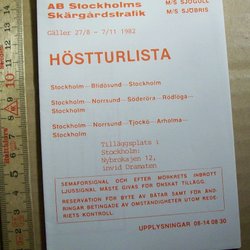 AB Stockholms
Skärgårdstrafik
M/S SJÖGULL
M/S SJÖBRIS
Gäller 27/8 - 7/11 1982
HÖSTTURLISTA
Stockholm—Blidösund—Stockholm
Stockholm—Norrsund—Söderöra—Rödlöga—
Stockholm
Stockholm—Norrsund—Tjockö—Arholma—
Stockholm
Tilläggsplats i
Stockholm:
Nybrokajen 12,
invid Dramaten
SEMAFORSIGNAL OCH EFTER MÖRKRETS INBROTT
LJUSSIGNAL MÅSTE GIVAS FÖR ÖNSKAT TILLÄGG.
RESERVATION FÖR BYTE AV BÅTAR SAMT FÖR ÄND-
RINGAR BETINGADE AV OMSTÄNDIGHETER UTOM REDE-
RIETS KONTROLL.
UPPLYSNINGAR 08-14 08 30